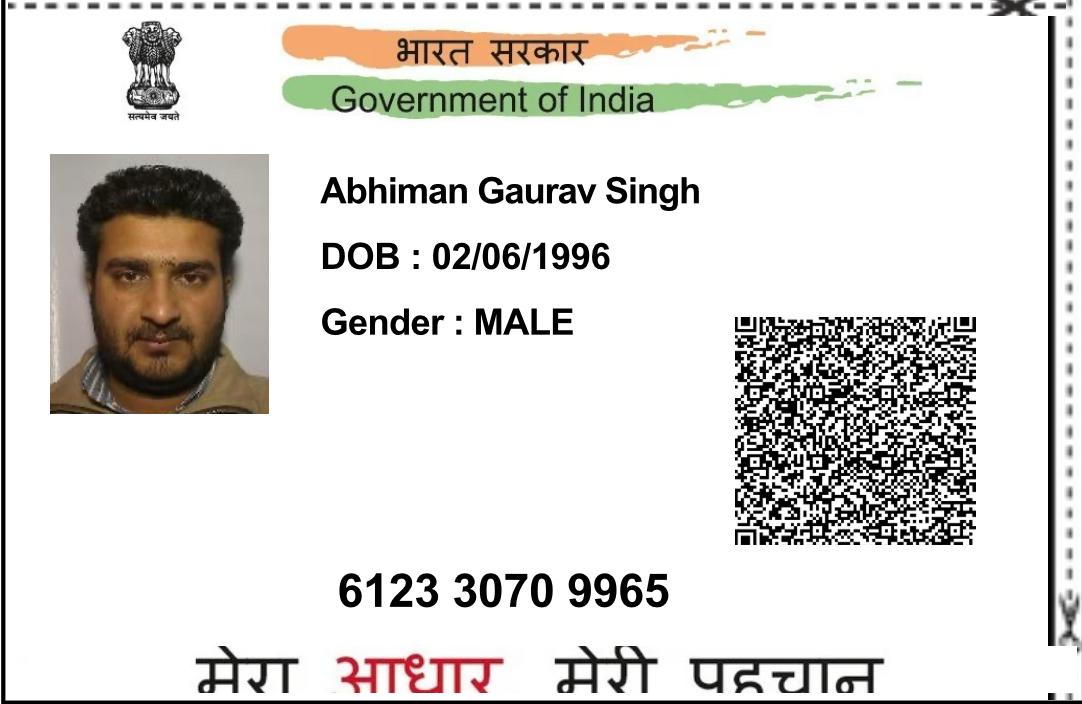 भारत सरकार
Government of India
सत्यमेव जयते
Abhiman Gaurav Singh
DOB : 02/06/1996
Gender : MALE
6123 3070 9965
मेरा आधार मेरी पहचान